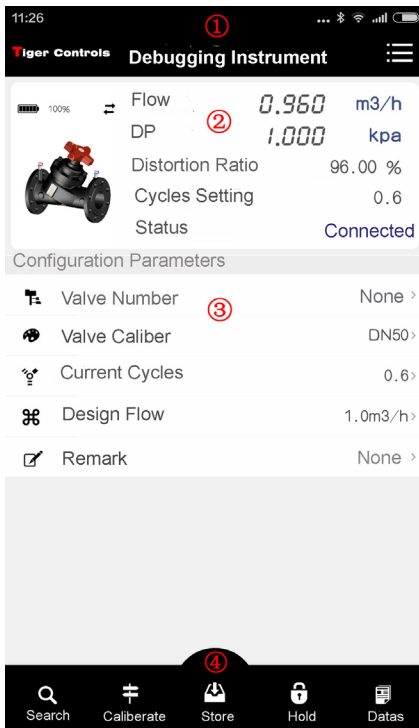 11:26
①
...
Tiger Controls Debugging Instrument
100%
Flow 0.960 m3/h
②
DP 1.000 kpa
Distortion Ratio 96.00 %
Cycles Setting 0.6
Status Connected
Configuration Parameters
Valve Number None >
③
Valve Caliber DN50>
Current Cycles 0.6>
Design Flow 1.0m3/h>
Remark None >
④
Search Caliberate Store Hold Datas